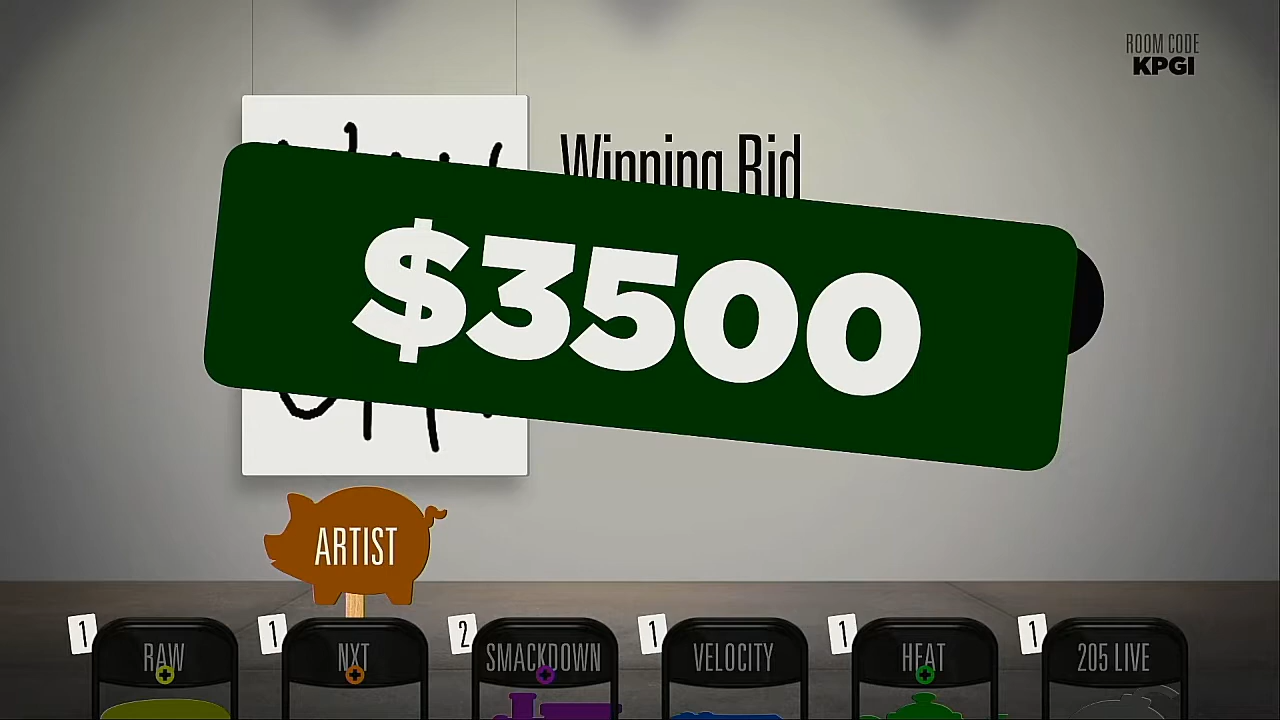 ROOM CODE
KPGI
Winning Bid
$3500
ARTIST
1 1 2 1 1 1
RAW NXT SMACKDOWN VELOCITY HEAT 205 LIVE